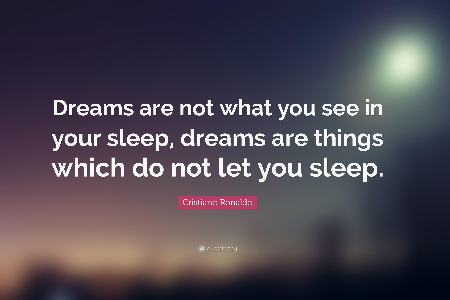 Dreams are not what you see in
your sleep, dreams are things
which do not let you sleep.
Cristiano Ronaldo